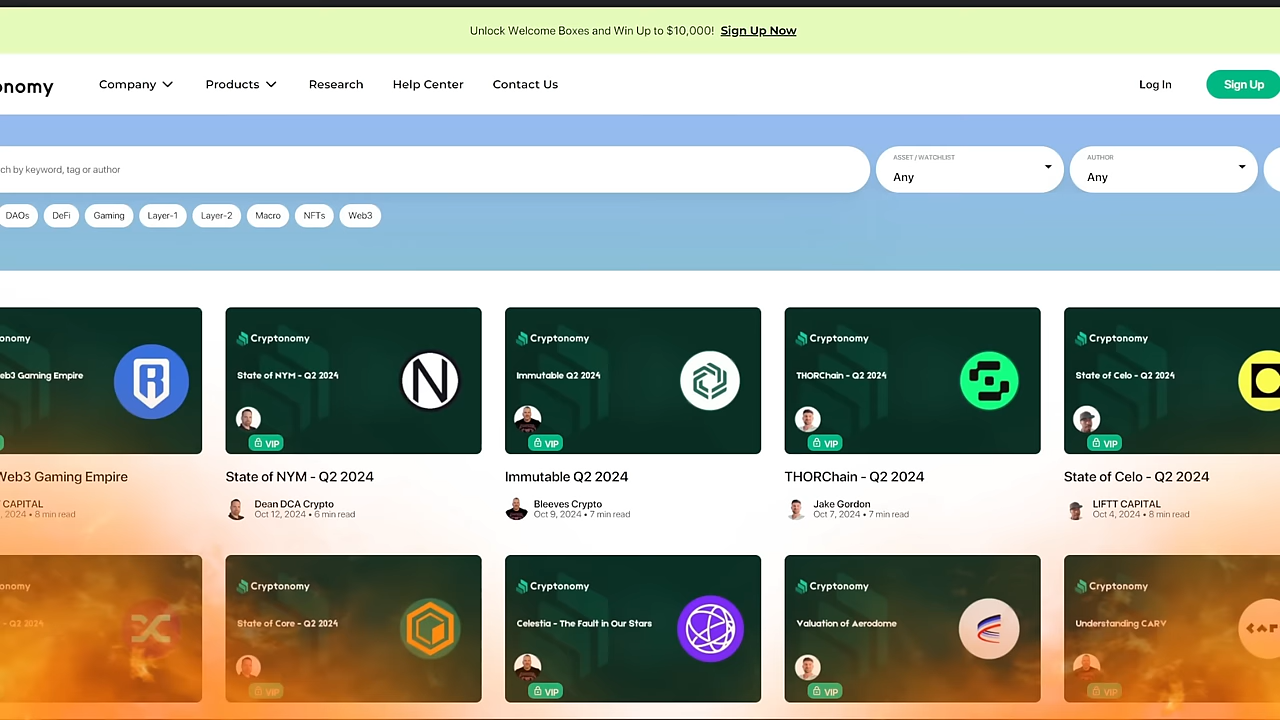 Unlock Welcome Boxes and Win Up to $10,000! Sign Up Now
onomy Company Products Research Help Center Contact Us Log In Sign Up
ch by keyword, tag or author
ASSET / WATCHLIST
Any
AUTHOR
Any
DAOs DeFi Gaming Layer-1 Layer-2 Macro NFTs Web3
onomy
eb3 Gaming Empire
Cryptonomy
State of NYM - Q2 2024
VIP
Cryptonomy
Immutable Q2 2024
VIP
Cryptonomy
THORChain - Q2 2024
VIP
Cryptonomy
State of Celo - Q2 2024
VIP
Web3 Gaming Empire
CAPITAL
, 2024 • 8 min read
State of NYM - Q2 2024
Dean DCA Crypto
Oct 12, 2024 • 6 min read
Immutable Q2 2024
Bleeves Crypto
Oct 9, 2024 • 7 min read
THORChain - Q2 2024
Jake Gordon
Oct 7, 2024 • 7 min read
State of Celo - Q2 2024
LIFTT CAPITAL
Oct 4, 2024 • 8 min read
onomy
- Q2 2024
Cryptonomy
State of Core - Q2 2024
VIP
Cryptonomy
Celestia - The Fault in Our Stars
VIP
Cryptonomy
Valuation of Aerodome
VIP
Cryptonomy
Understanding CARV
VIP